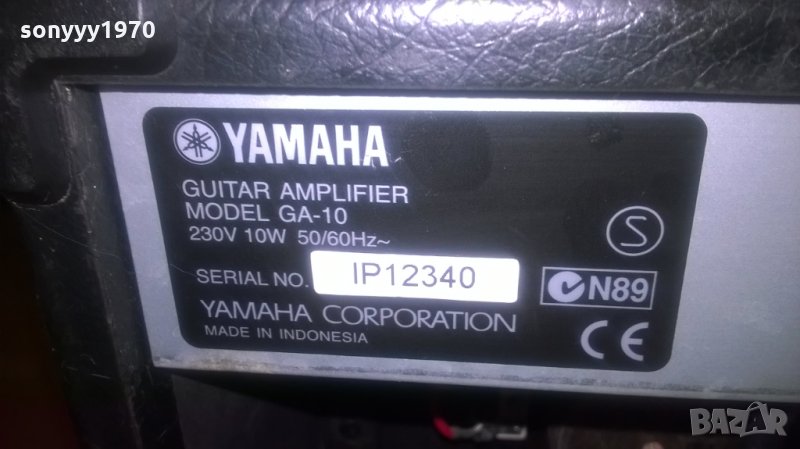 sonyyy1970
YAMAHA
GUITAR AMPLIFIER
MODEL GA-10
230V 10W 50/60Hz~
S
SERIAL NO. IP12340
N89
YAMAHA CORPORATION
MADE IN INDONESIA
CE
BAZAR